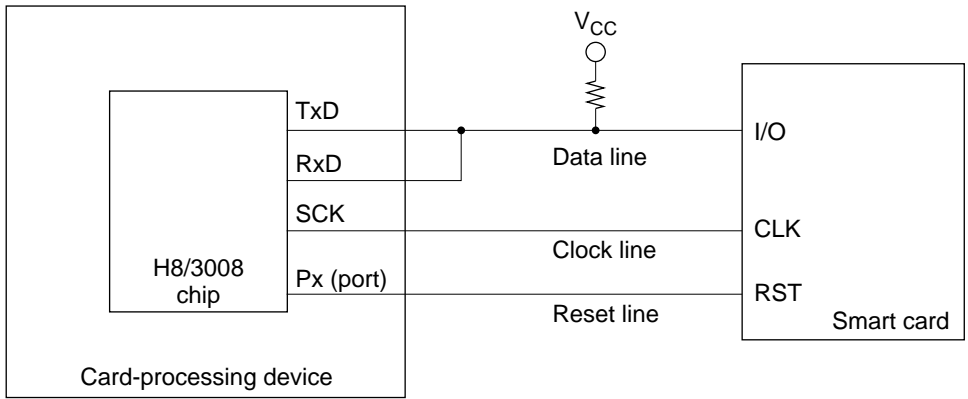 VCC
TxD
I/O
Data line
RxD
SCK
CLK
Clock line
H8/3008
chip
Px (port)
RST
Reset line
Smart card
Card-processing device